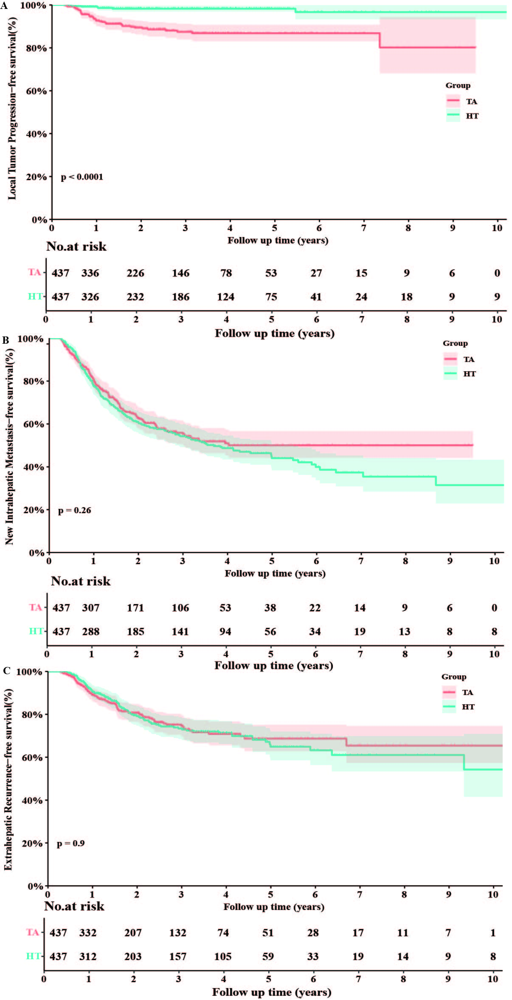 A
Local Tumor Progression−free survival(%)
100%
80%
60%
40%
20%
0%
Group
TA
HT
p < 0.0001
0 1 2 3 4 5 6 7 8 9 10
Follow up time (years)
No.at risk
TA 437 336 226 146 78 53 27 15 9 6 0
HT 437 326 232 186 124 75 41 24 18 9 9
0 1 2 3 4 5 6 7 8 9 10
Follow up time (years)
B
New Intrahepatic Metastasis−free survival(%)
100%
80%
60%
40%
20%
0%
Group
TA
HT
p = 0.26
0 1 2 3 4 5 6 7 8 9 10
Follow up time (years)
No.at risk
TA 437 307 171 106 53 38 22 14 9 6 0
HT 437 288 185 141 94 56 34 19 13 8 8
0 1 2 3 4 5 6 7 8 9 10
Follow up time (years)
C
Extrahepatic Recurrence−free survival(%)
100%
80%
60%
40%
20%
0%
Group
TA
HT
p = 0.9
0 1 2 3 4 5 6 7 8 9 10
Follow up time (years)
No.at risk
TA 437 332 207 132 74 51 28 17 11 7 1
HT 437 312 203 157 105 59 33 19 14 9 8
0 1 2 3 4 5 6 7 8 9 10
Follow up time (years)